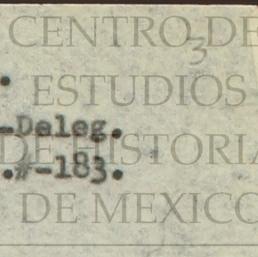 CENTRO DE
3
.
ESTUDIOS
-Deleg.
DE HISTORIA
.#-183.
DE MEXICO